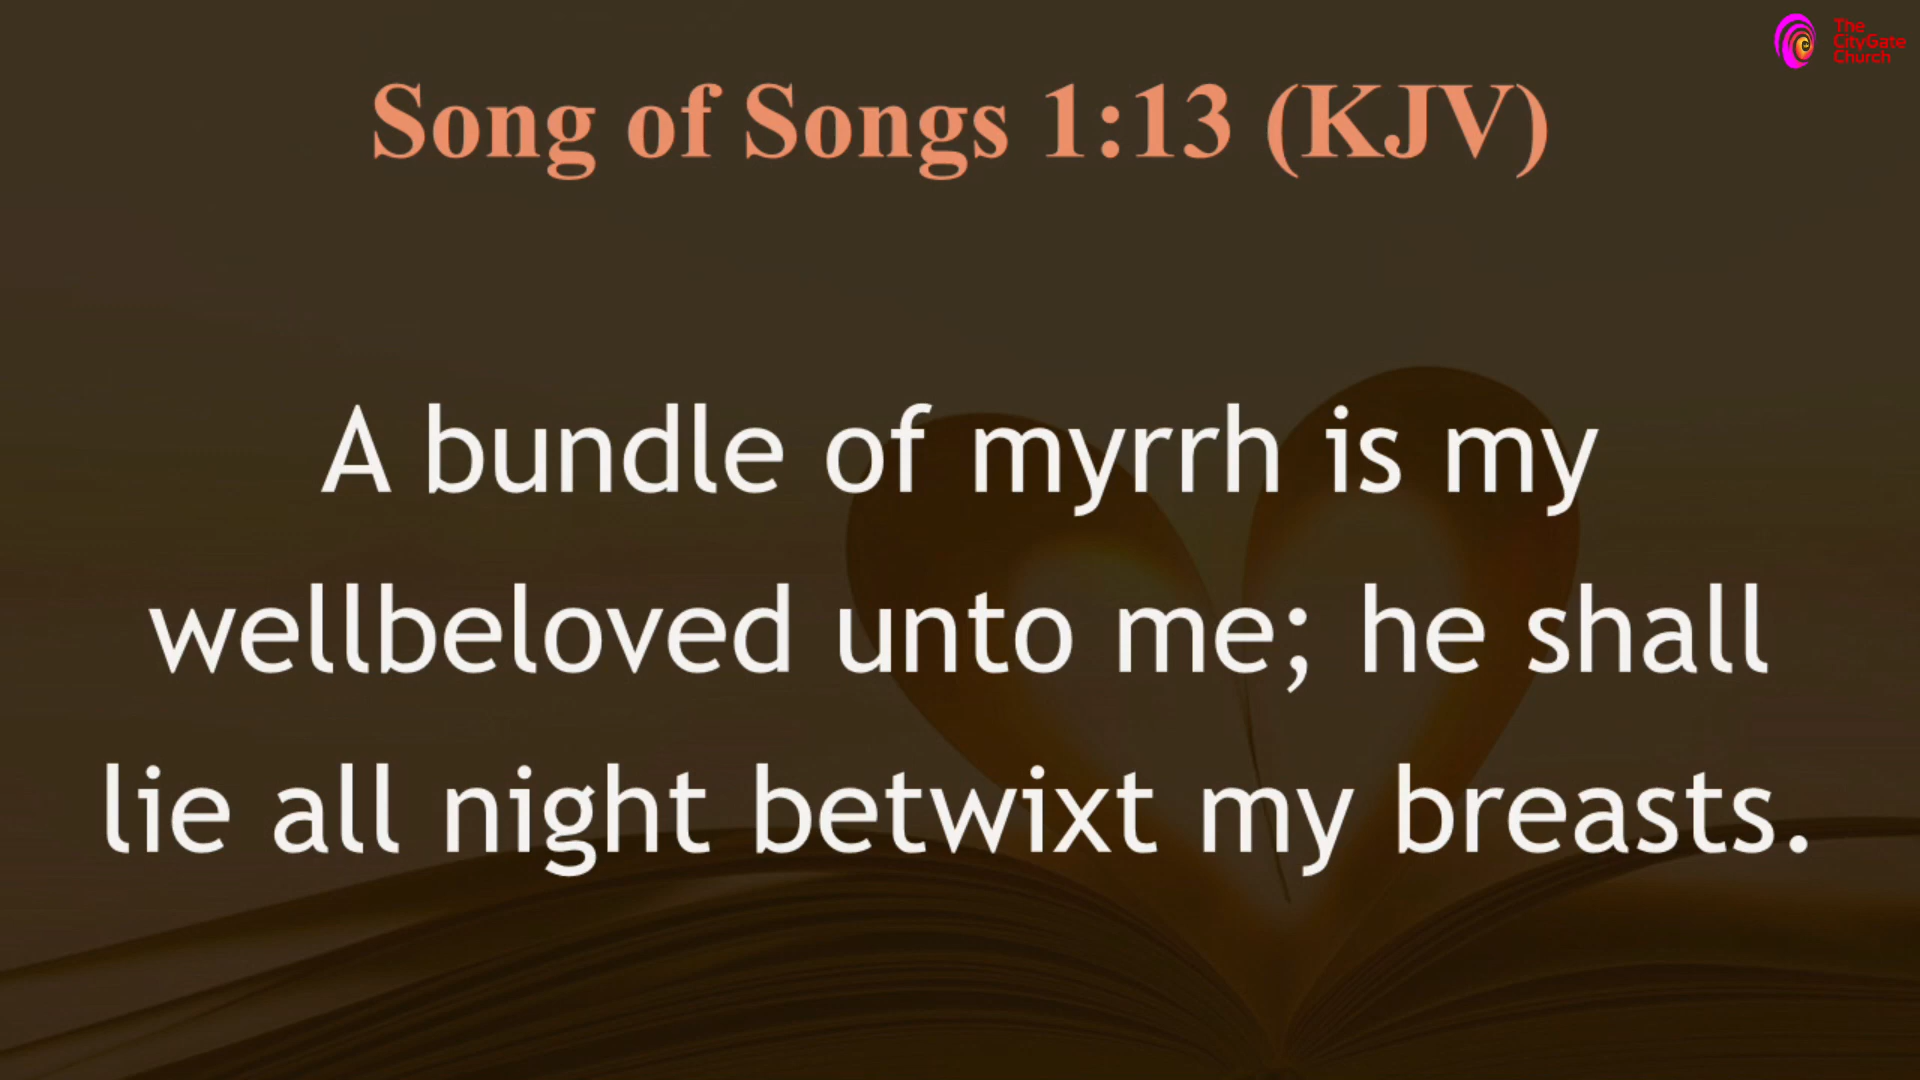 The
CityGate
Church
Song of Songs 1:13 (KJV)
A bundle of myrrh is my
wellbeloved unto me; he shall
lie all night betwixt my breasts.